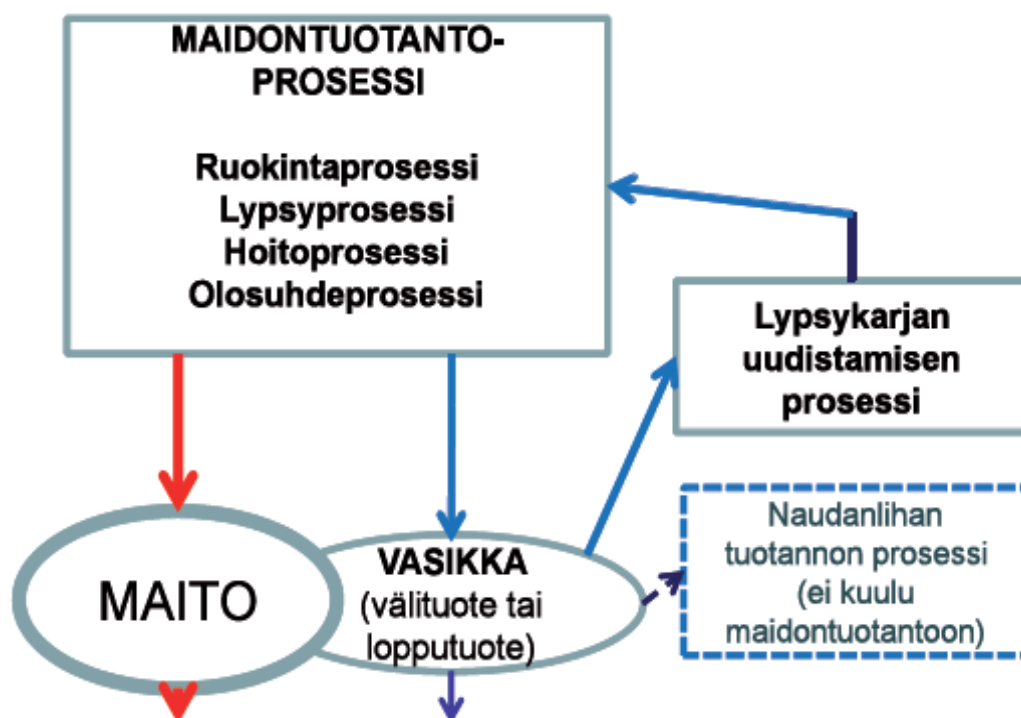 MAIDONTUOTANTO-
PROSESSI
Ruokintaprosessi
Lypsyprosessi
Hoitoprosessi
Olosuhdeprosessi
Lypsykarjan
uudistamisen
prosessi
MAITO
VASIKKA
(välituote tai
lopputuote)
Naudanlihan
tuotannon prosessi
(ei kuulu
maidontuotantoon)